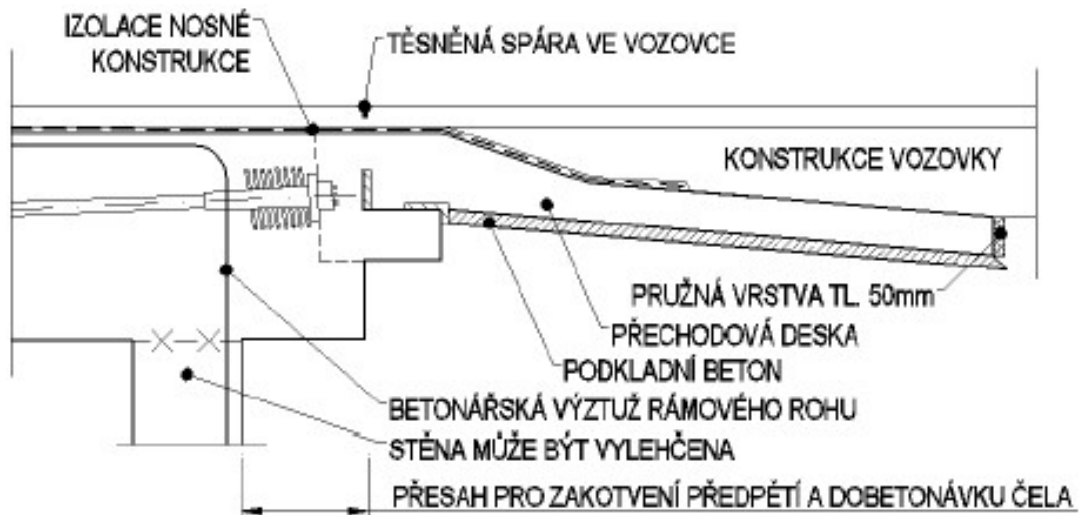 IZOLACE NOSNÉ
KONSTRUKCE
TĚSNĚNÁ SPÁRA VE VOZOVCE
KONSTRUKCE VOZOVKY
PRUŽNÁ VRSTVA TL. 50mm
PŘECHODOVÁ DESKA
PODKLADNÍ BETON
BETONÁŘSKÁ VÝZTUŽ RÁMOVÉHO ROHU
STĚNA MŮŽE BÝT VYLEHČENA
PŘESAH PRO ZAKOTVENÍ PŘEDPĚTÍ A DOBETONÁVKU ČELA